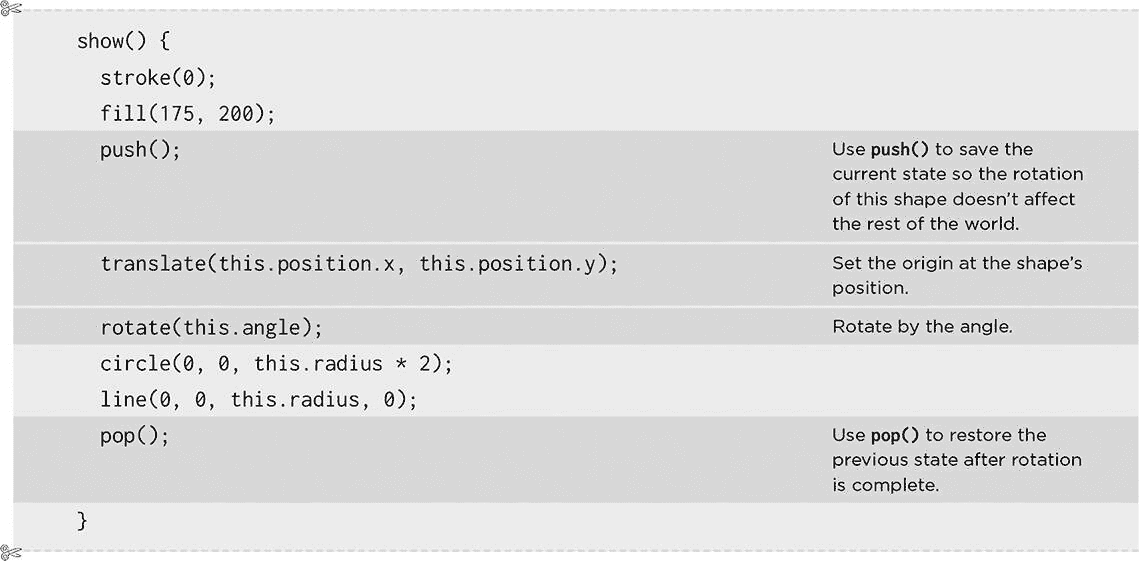 show() {
stroke(0);
fill(175, 200);
push();
Use push() to save the
current state so the rotation
of this shape doesn’t affect
the rest of the world.
translate(this.position.x, this.position.y);
Set the origin at the shape’s
position.
rotate(this.angle);
Rotate by the angle.
circle(0, 0, this.radius * 2);
line(0, 0, this.radius, 0);
pop();
Use pop() to restore the
previous state after rotation
is complete.
}